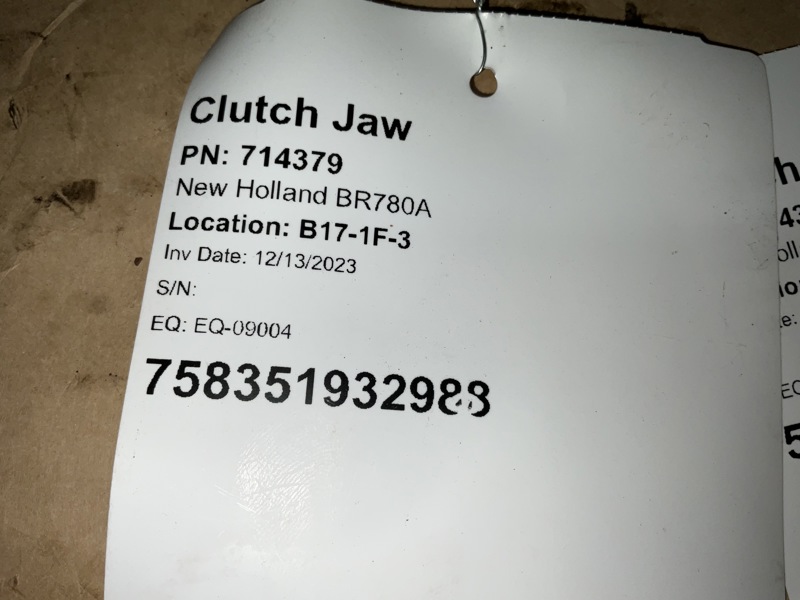 Clutch Jaw
PN: 714379
New Holland BR780A
Location: B17-1F-3
Inv Date: 12/13/2023
S/N:
EQ: EQ-09004
758351932988